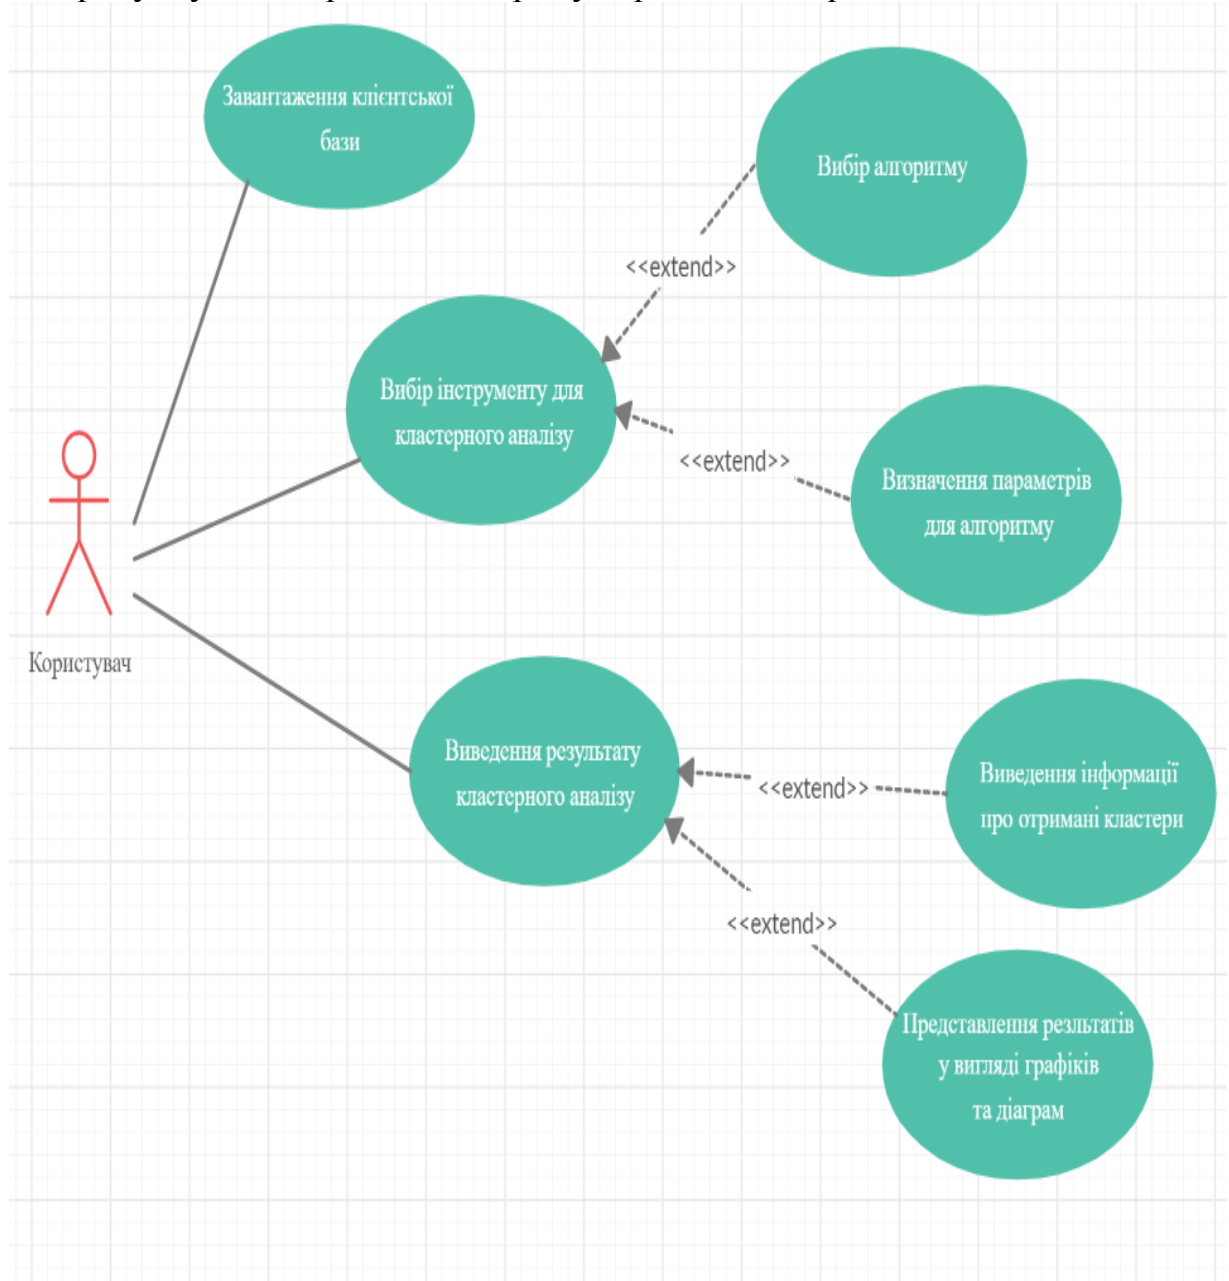 Завантаження клієнтської
бази
Вибір алгоритму
<<extend>>
Вибір інструменту для
кластерного аналізу
<<extend>>
Визначення параметрів
для алгоритму
Користувач
Виведення результату
кластерного аналізу
<<extend>>
Виведення інформації
про отримані кластери
<<extend>>
Представлення резльтатів
у вигляді графіків
та діаграм